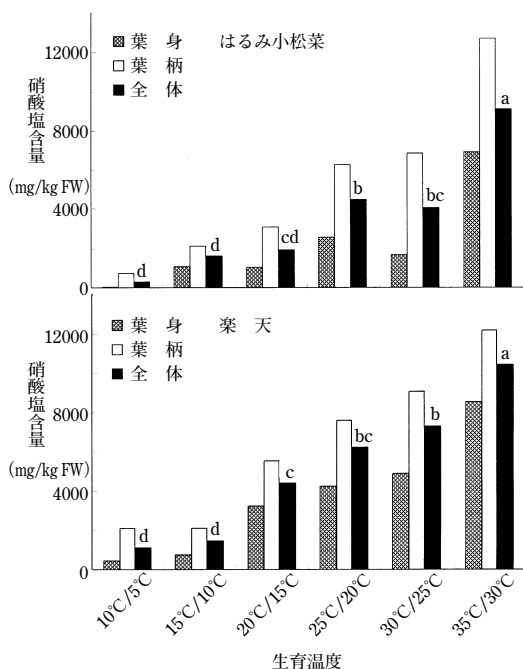 12000
8000
4000
0
硝酸塩含量
(mg/kg FW)
葉身 はるみ小松菜
葉柄
全体
d
d
cd
b
bc
a
12000
8000
4000
0
硝酸塩含量
(mg/kg FW)
葉身 楽天
葉柄
全体
d
d
c
bc
b
a
10℃/5℃
15℃/10℃
20℃/15℃
25℃/20℃
30℃/25℃
35℃/30℃
生育温度